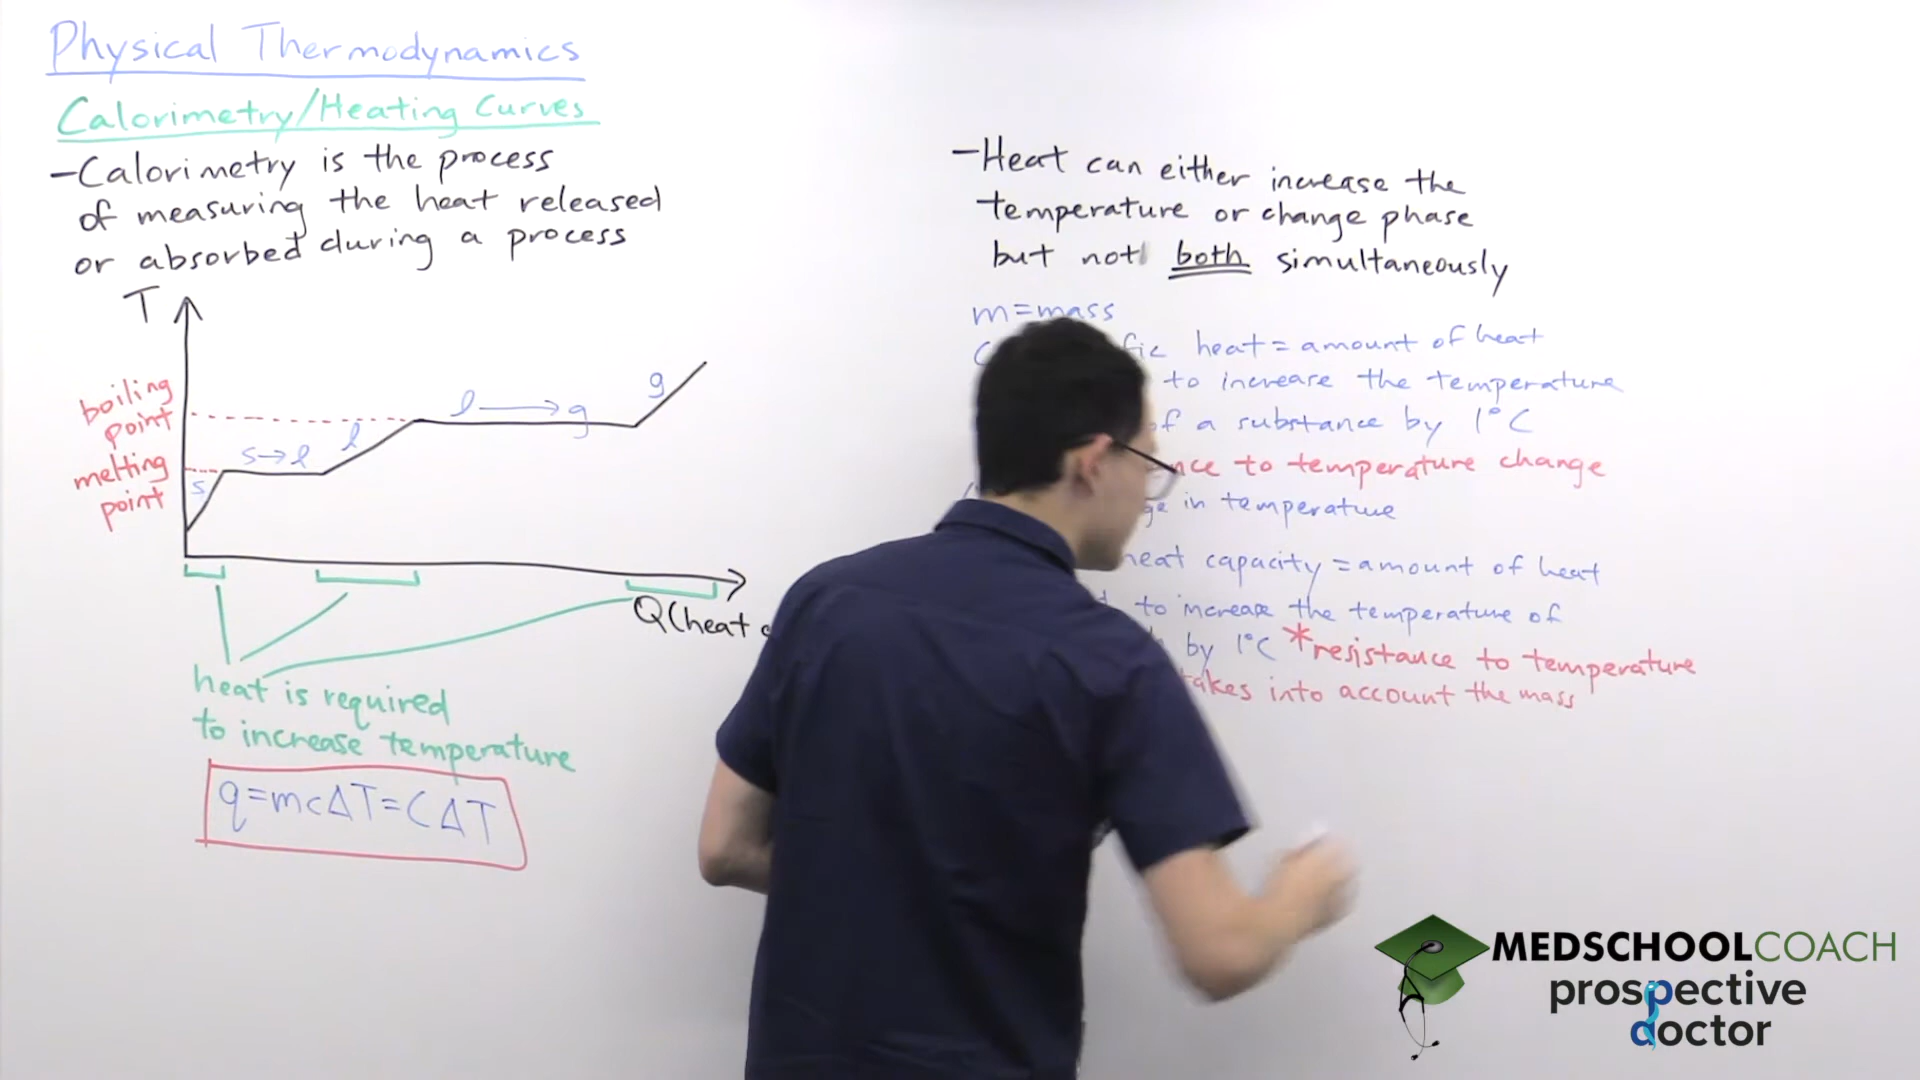 Physical Thermodynamics
Calorimetry/Heating Curves
-Calorimetry is the process
of measuring the heat released
or absorbed during a process
T
boiling
point
melting
point
s
s→l
l
l→g
g
Q(heat
heat is required
to increase temperature
q=mcΔT=CΔT
-Heat can either increase the
temperature or change phase
but not both simultaneously
m=mass
heat=amount of heat
to increase the temperature
of a substance by 1°C
to temperature change
in temperature
heat capacity=amount of heat
to increase the temperature of
by 1°C *resistance to temperature
takes into account the mass
MEDSCHOOLCOACH
prospective
doctor